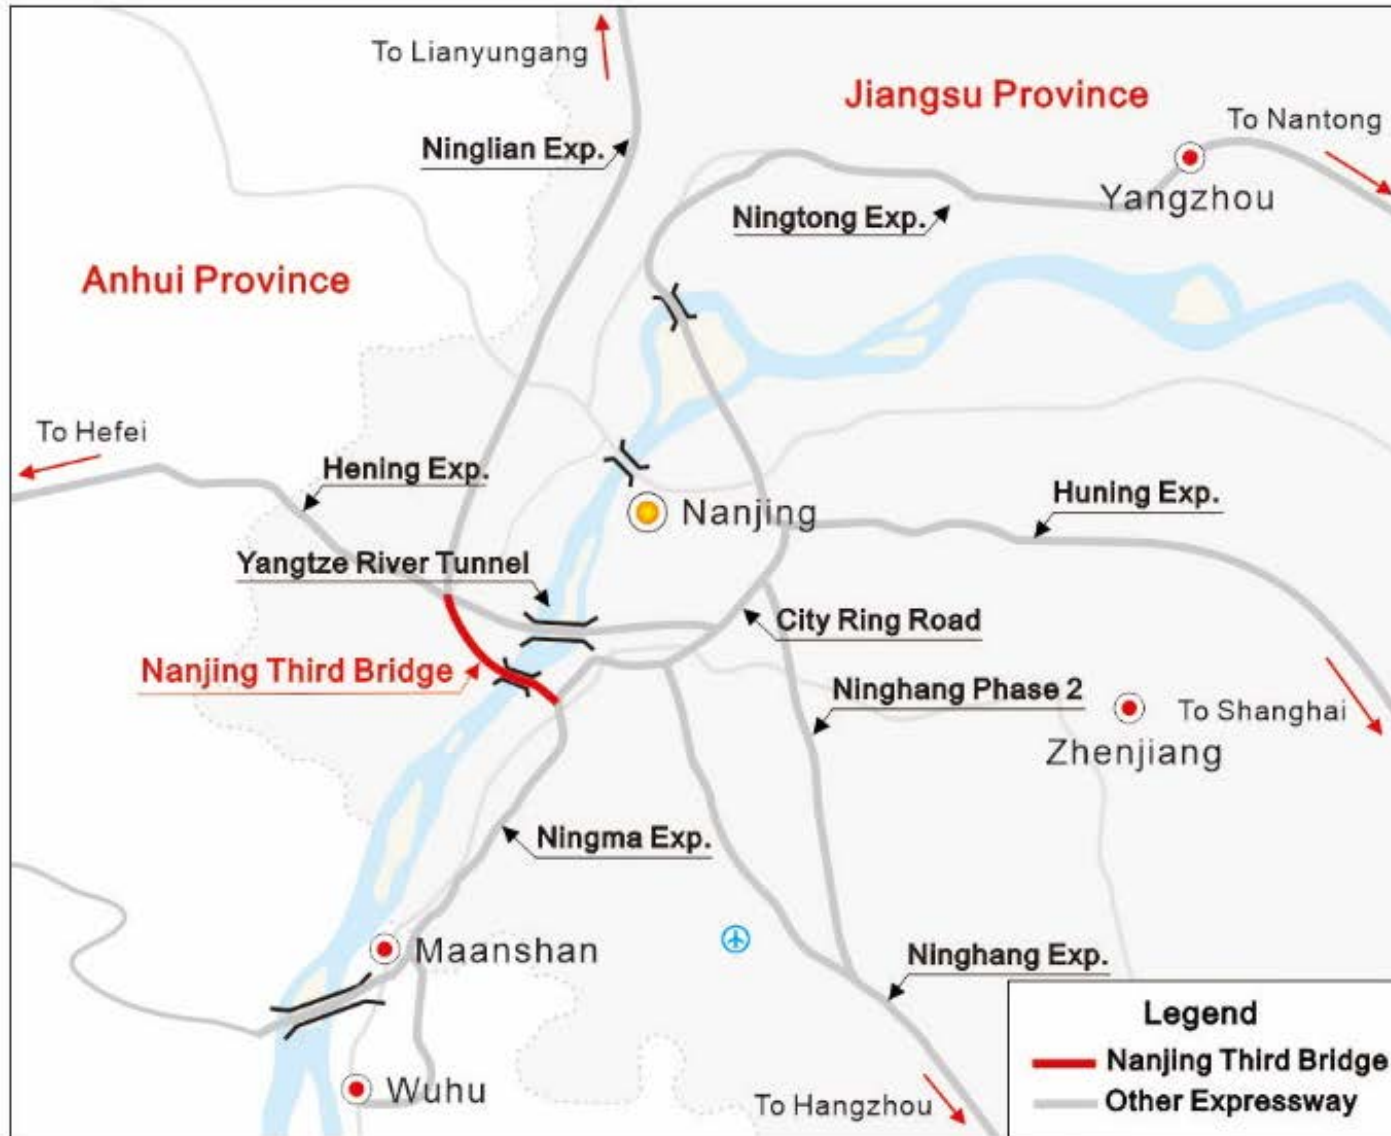 To Lianyungang
Jiangsu Province
To Nantong
Ninglian Exp.
Yangzhou
Ningtong Exp.
Anhui Province
To Hefei
Hening Exp.
Huning Exp.
Nanjing
Yangtze River Tunnel
City Ring Road
Nanjing Third Bridge
Ninghang Phase 2
To Shanghai
Zhenjiang
Ningma Exp.
Maanshan
Ninghang Exp.
Wuhu
To Hangzhou
Legend
Nanjing Third Bridge
Other Expressway